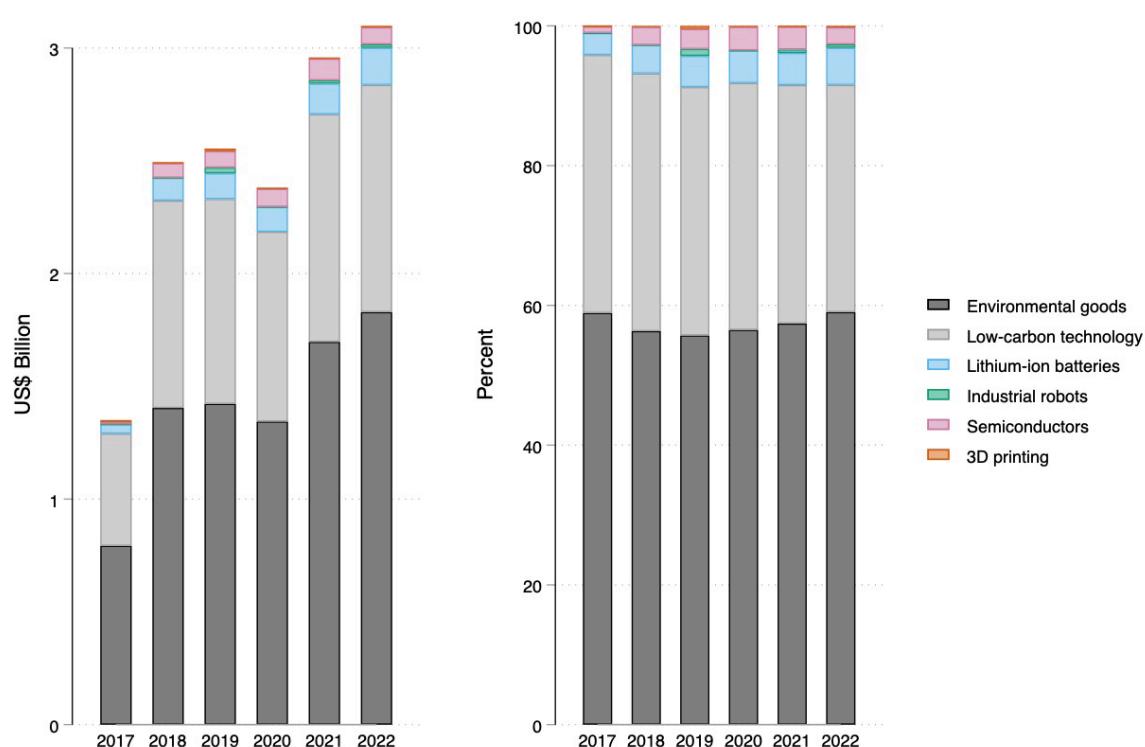 3
2
1
0
US$ Billion
2017 2018 2019 2020 2021 2022
100
80
60
40
20
0
Percent
2017 2018 2019 2020 2021 2022
Environmental goods
Low-carbon technology
Lithium-ion batteries
Industrial robots
Semiconductors
3D printing